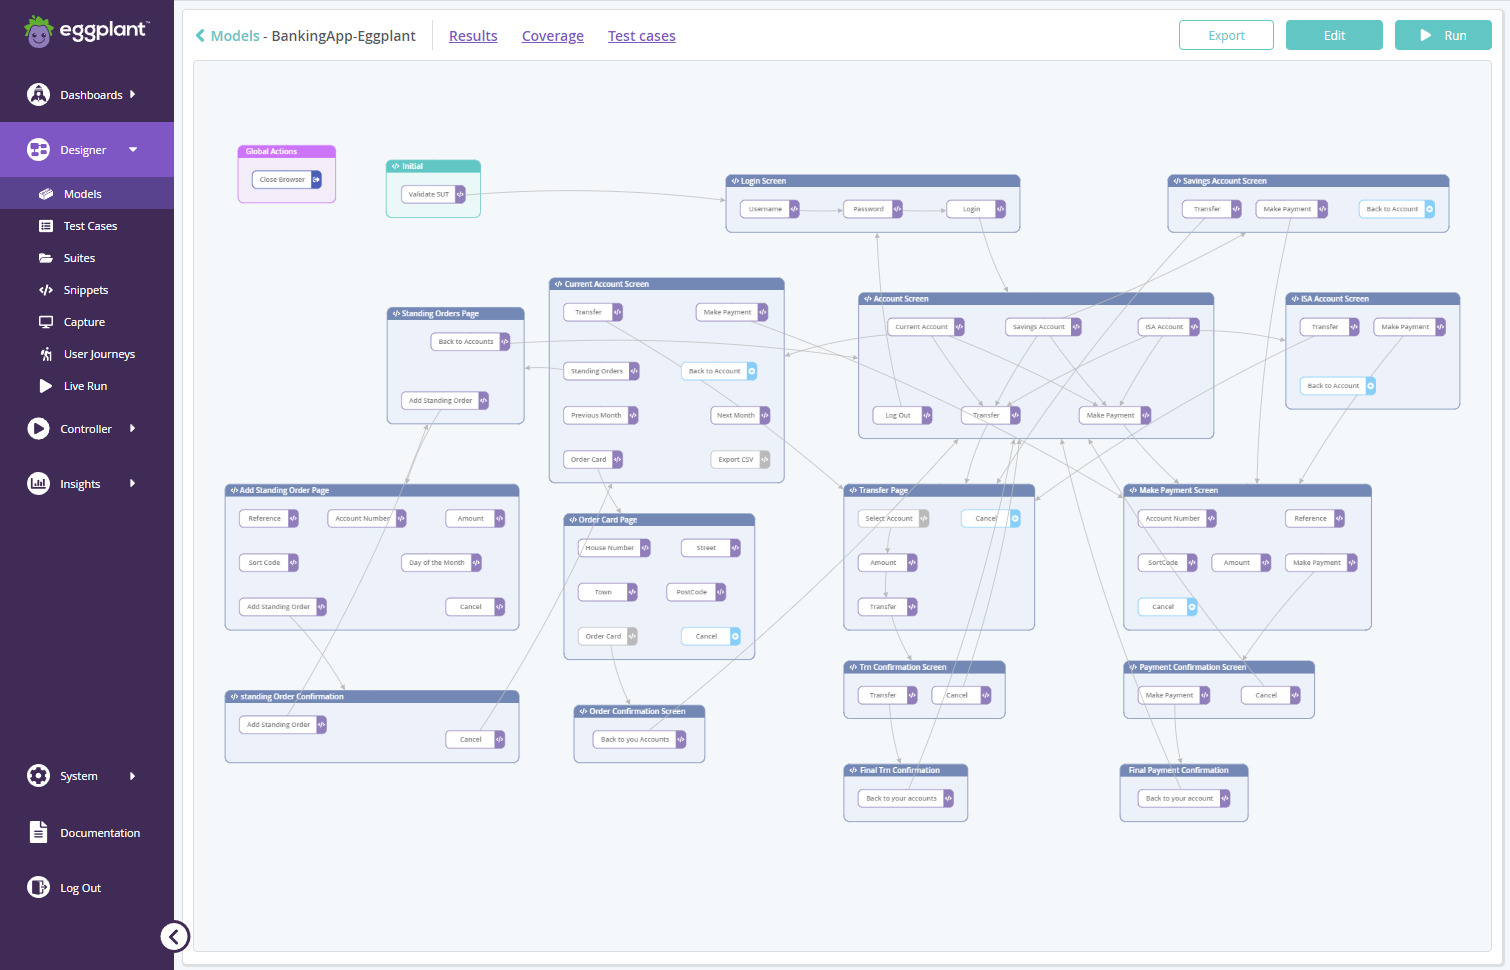 eggplant™
Dashboards
Designer
Models
Test Cases
Suites
Snippets
Capture
User Journeys
Live Run
Controller
Insights
System
Documentation
Log Out
Models - BankingApp-Eggplant
Results
Coverage
Test cases
Export
Edit
Run
Global Actions
Close Browser
Initial
Validate SUT
Login Screen
Username
Password
Login
Savings Account Screen
Transfer
Make Payment
Back to Account
Standing Orders Page
Back to Accounts
Add Standing Order
Current Account Screen
Transfer
Make Payment
Standing Orders
Back to Account
Previous Month
Next Month
Order Card
Export CSV
Account Screen
Current Account
Savings Account
ISA Account
Log Out
Transfer
Make Payment
ISA Account Screen
Transfer
Make Payment
Back to Account
Add Standing Order Page
Reference
Account Number
Amount
Sort Code
Day of the Month
Add Standing Order
Cancel
Order Card Page
House Number
Street
Town
PostCode
Order Card
Cancel
Transfer Page
Select Account
Cancel
Amount
Transfer
Make Payment Screen
Account Number
Reference
SortCode
Amount
Make Payment
Cancel
standing Order Confirmation
Add Standing Order
Cancel
Order Confirmation Screen
Back to you Accounts
Trn Confirmation Screen
Transfer
Cancel
Payment Confirmation Screen
Make Payment
Cancel
Final Trn Confirmation
Back to your accounts
Final Payment Confirmation
Back to your account